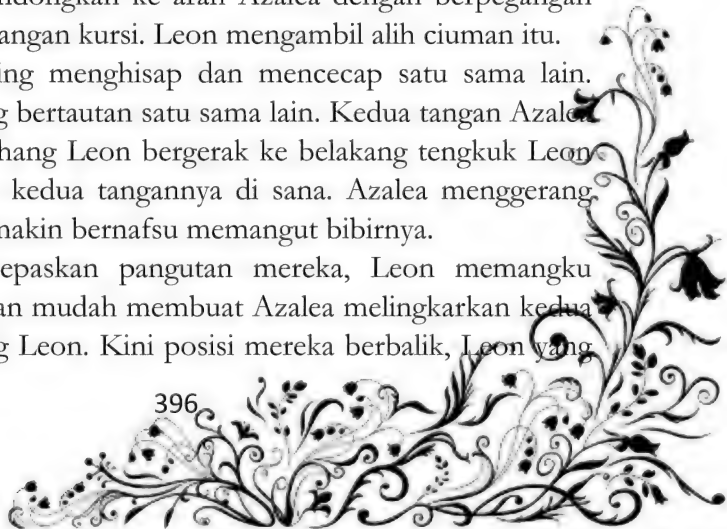 ke arah Azalea dengan berpegangan
angan kursi. Leon mengambil alih ciuman itu.
ing menghisap dan mencecap satu sama lain.
g bertautan satu sama lain. Kedua tangan Azalea
hang Leon bergerak ke belakang tengkuk Leon
kedua tangannya di sana. Azalea menggerang
makin bernafsu memangut bibirnya.
epaskan pangutan mereka, Leon memangku
an mudah membuat Azalea melingkarkan kedua
g Leon. Kini posisi mereka berbalik, Leon yang
396